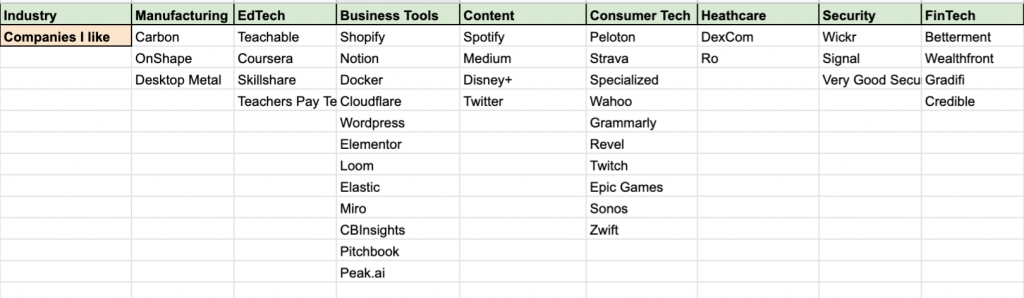 Industry Manufacturing EdTech Business Tools Content Consumer Tech Heathcare Security FinTech
Companies I like Carbon Teachable Shopify Spotify Peloton DexCom Wickr Betterment
OnShape Coursera Notion Medium Strava Ro Signal Wealthfront
Desktop Metal Skillshare Docker Disney+ Specialized Very Good Secu Gradifi
Teachers Pay Te Cloudflare Twitter Wahoo Credible
Wordpress Grammarly
Elementor Revel
Loom Twitch
Elastic Epic Games
Miro Sonos
CBInsights Zwift
Pitchbook
Peak.ai